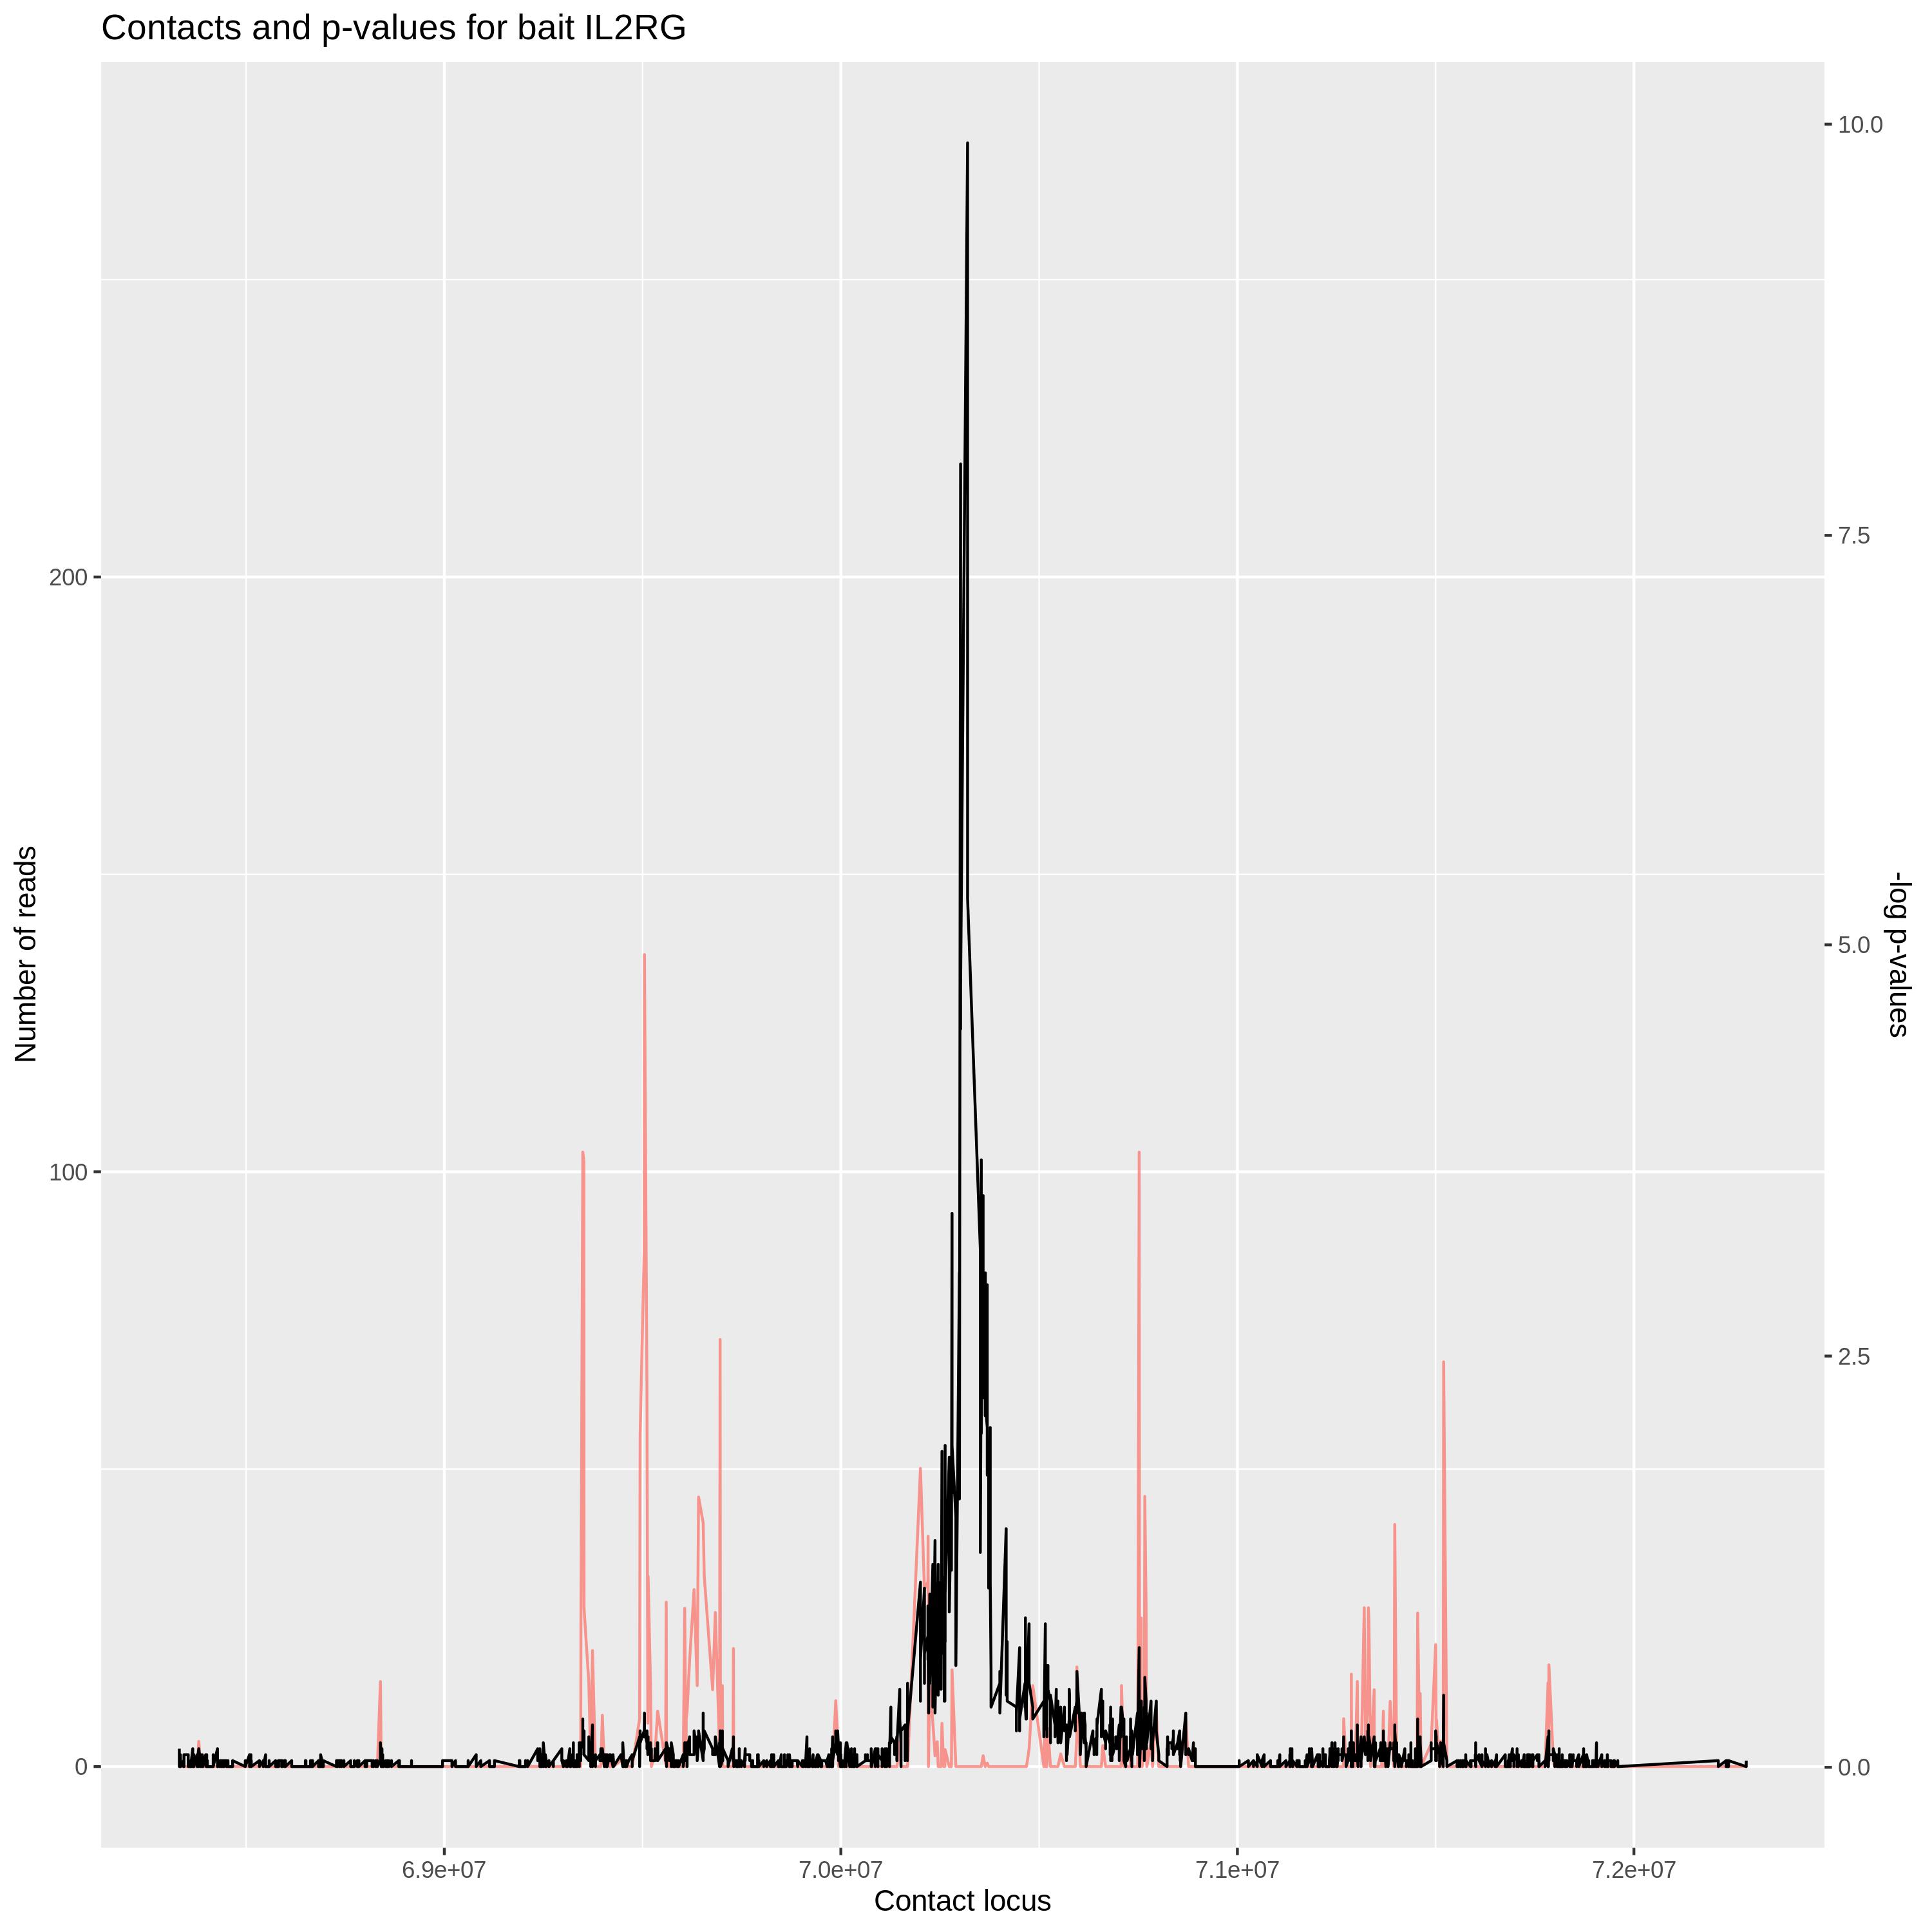 Contacts and p-values for bait IL2RG
Number of reads
200
100
0
10.0
7.5
5.0
2.5
0.0
-log p-values
6.9e+07 7.0e+07 7.1e+07 7.2e+07
Contact locus